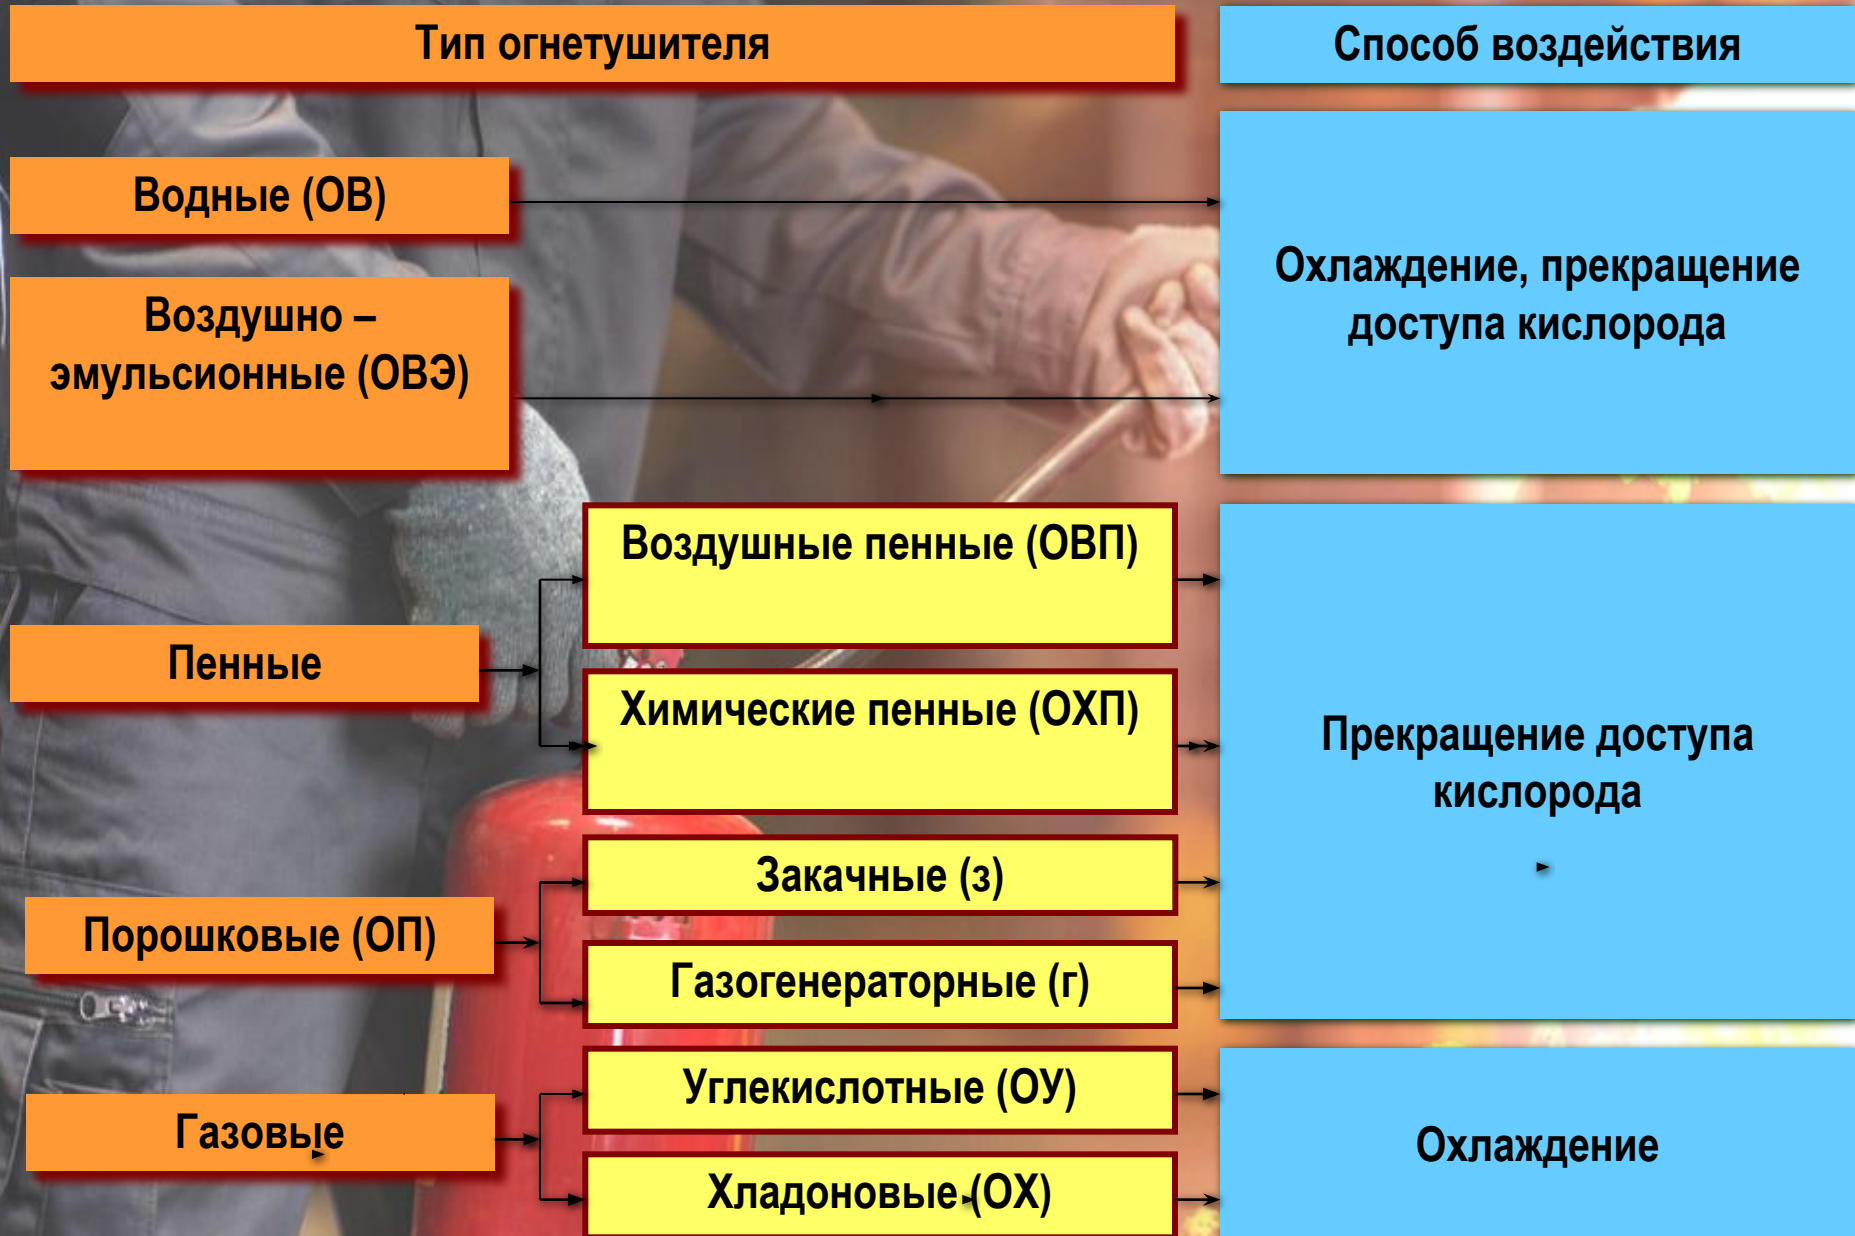 Тип огнетушителя
Способ воздействия
Водные (ОВ)
Воздушно –
эмульсионные (ОВЭ)
Охлаждение, прекращение
доступа кислорода
Пенные
Воздушные пенные (ОВП)
Химические пенные (ОХП)
Порошковые (ОП)
Закачные (з)
Газогенераторные (г)
Прекращение доступа
кислорода
Газовые
Углекислотные (ОУ)
Хладоновые (ОХ)
Охлаждение